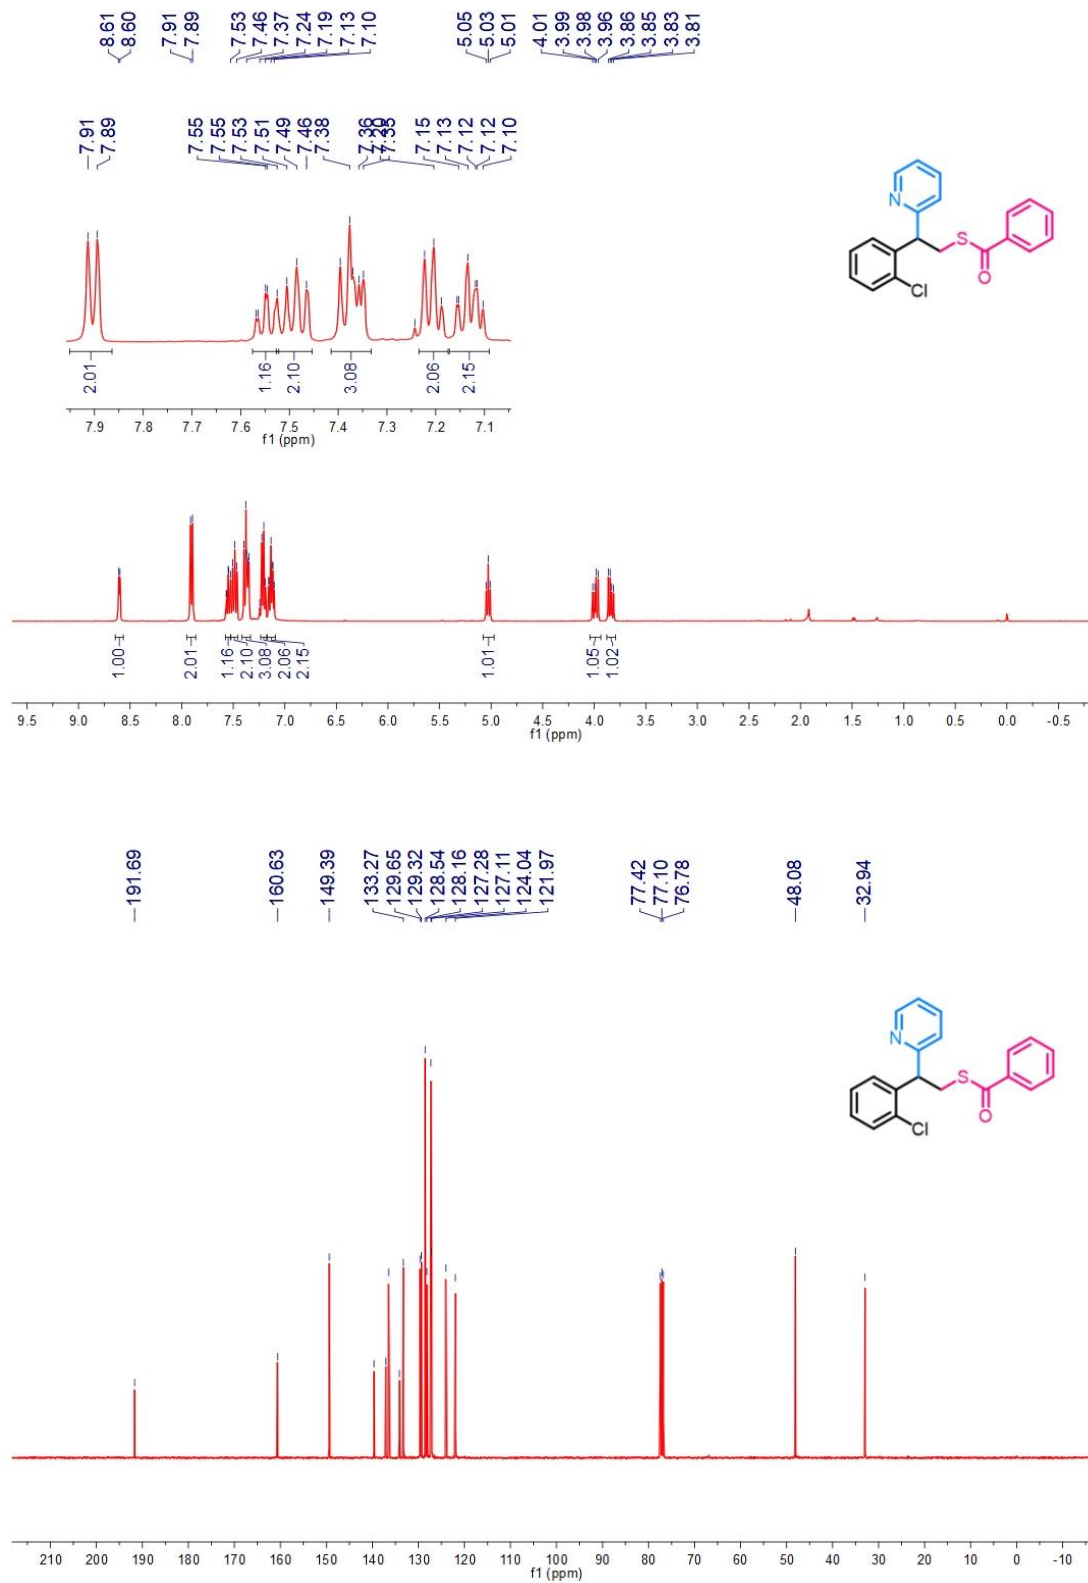 8.61 8.60 7.91 7.89 7.53 7.46 7.37 7.24 7.19 7.13 7.10 5.05 5.03 5.01 4.01 3.99 3.98 3.96 3.86 3.85 3.83 3.81
7.91 7.89 7.55 7.55 7.53 7.51 7.49 7.46 7.38 7.36 7.35 7.20 7.15 7.13 7.12 7.12 7.10
N
S
O
Cl
2.01 1.16 2.10 3.08 2.06 2.15
7.9 7.8 7.7 7.6 7.5 7.4 7.3 7.2 7.1
f1 (ppm)
1.00 2.01 1.16 2.10 3.08 2.06 2.15 1.01 1.05 1.02
9.5 9.0 8.5 8.0 7.5 7.0 6.5 6.0 5.5 5.0 4.5 4.0 3.5 3.0 2.5 2.0 1.5 1.0 0.5 0.0 -0.5
f1 (ppm)
191.69 160.63 149.39 133.27 129.65 129.32 128.54 128.16 127.28 127.11 124.04 121.97 77.42 77.10 76.78 48.08 32.94
N
S
O
Cl
210 200 190 180 170 160 150 140 130 120 110 100 90 80 70 60 50 40 30 20 10 0 -10
f1 (ppm)